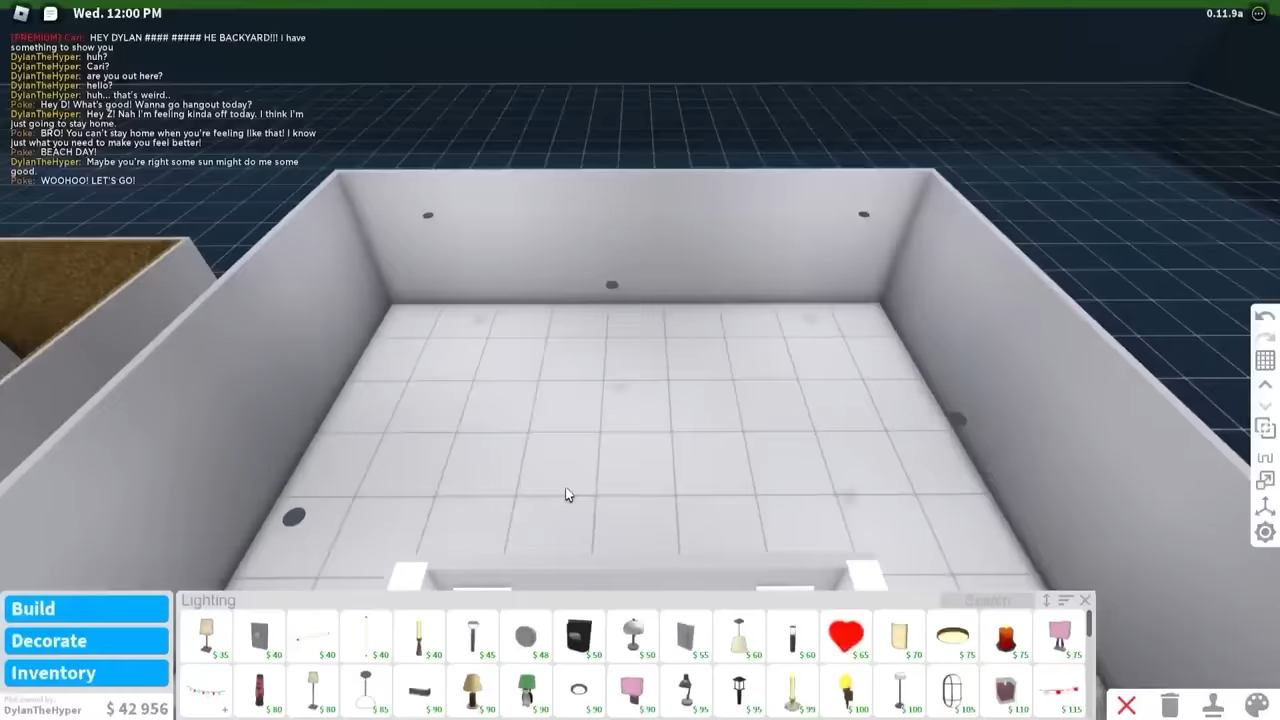 Wed. 12:00 PM
0.11.9a
[PREMIUM] Cari: HEY DYLAN #### ##### HE BACKYARD!!! i have
something to show you
DylanTheHyper: huh?
DylanTheHyper: Cari?
DylanTheHyper: are you out here?
DylanTheHyper: hello?
DylanTheHyper: huh... that's weird..
Poke: Hey D! What's good! Wanna go hangout today?
DylanTheHyper: Hey Z! Nah I'm feeling kinda off today. I think I'm
just going to stay home.
Poke: BRO! You can't stay home when you're feeling like that! I know
just what you need to make you feel better!
Poke: BEACH DAY!
DylanTheHyper: Maybe you're right some sun might do me some
good.
Poke: WOOHOO! LET'S GO!
Build
Decorate
Inventory
Plot owned by
DylanTheHyper
$ 42 956
Lighting
Search
$ 35 $ 40 $ 40 $ 40 $ 40 $ 45 $ 48 $ 50 $ 50 $ 55 $ 60 $ 60 $ 65 $ 70 $ 75 $ 75 $ 75
+ $ 80 $ 80 $ 85 $ 90 $ 90 $ 90 $ 90 $ 90 $ 95 $ 95 $ 99 $ 100 $ 100 $ 105 $ 110 $ 115